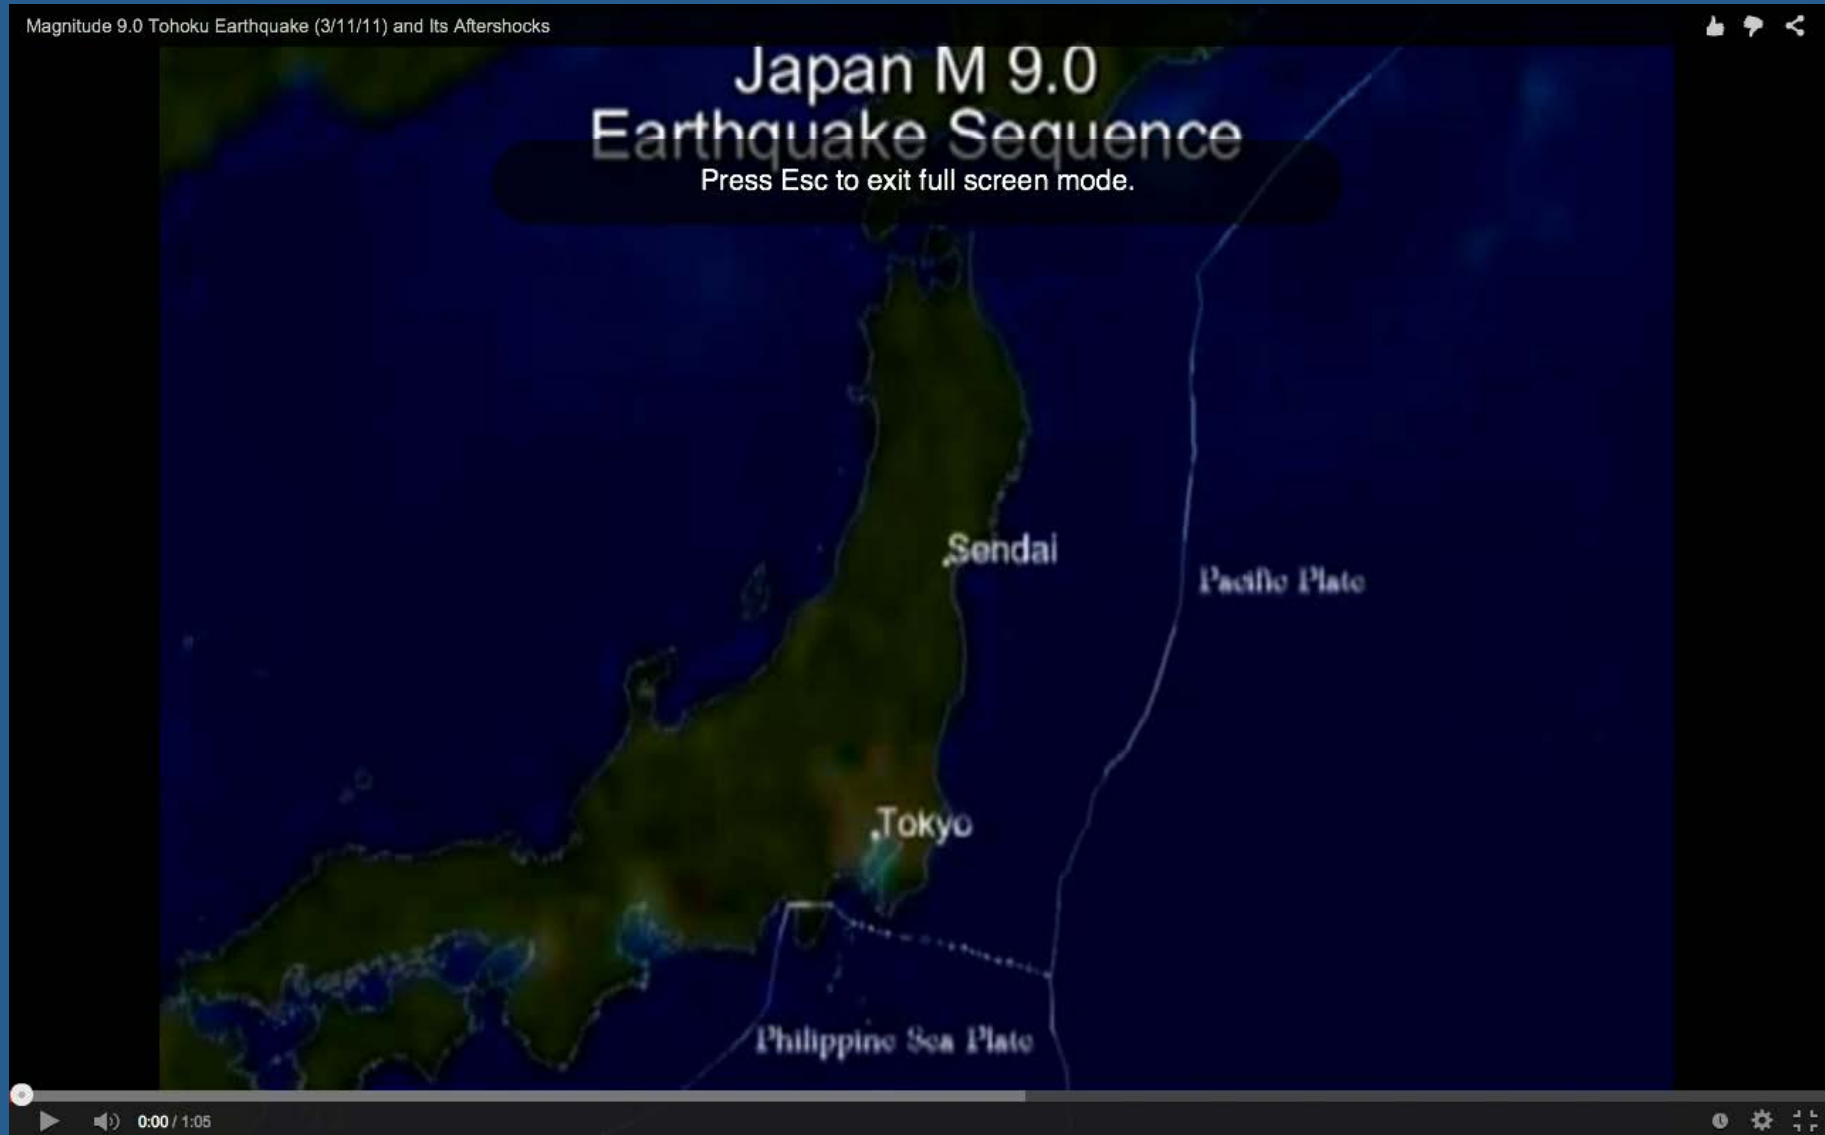 Magnitude 9.0 Tohoku Earthquake (3/11/11) and Its Aftershocks
Japan M 9.0
Earthquake Sequence
Press Esc to exit full screen mode.
Sendai
Pacific Plate
Tokyo
Philippine Sea Plate
0:00 / 1:05